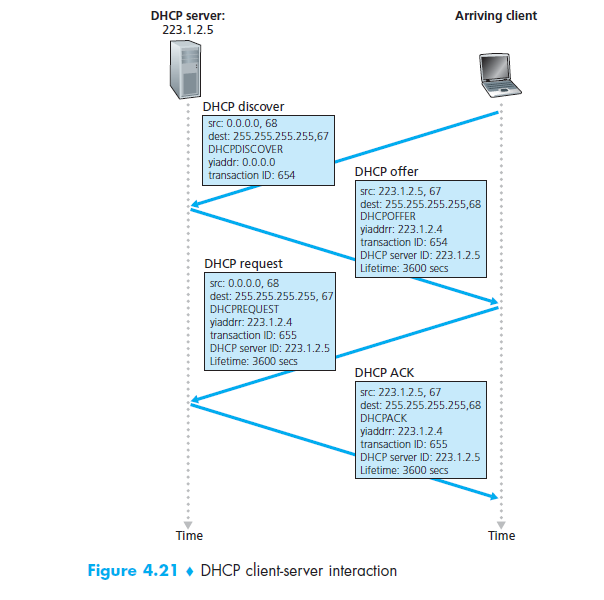 DHCP server:
223.1.2.5
Arriving client
DHCP discover
src: 0.0.0.0, 68
dest: 255.255.255.255,67
DHCPDISCOVER
yiaddr: 0.0.0.0
transaction ID: 654
DHCP offer
src: 223.1.2.5, 67
dest: 255.255.255.255,68
DHCPOFFER
yiaddrr: 223.1.2.4
transaction ID: 654
DHCP server ID: 223.1.2.5
Lifetime: 3600 secs
DHCP request
src: 0.0.0.0, 68
dest: 255.255.255.255, 67
DHCPREQUEST
yiaddrr: 223.1.2.4
transaction ID: 655
DHCP server ID: 223.1.2.5
Lifetime: 3600 secs
DHCP ACK
src: 223.1.2.5, 67
dest: 255.255.255.255,68
DHCPACK
yiaddrr: 223.1.2.4
transaction ID: 655
DHCP server ID: 223.1.2.5
Lifetime: 3600 secs
Time
Time
Figure 4.21 ♦ DHCP client-server interaction